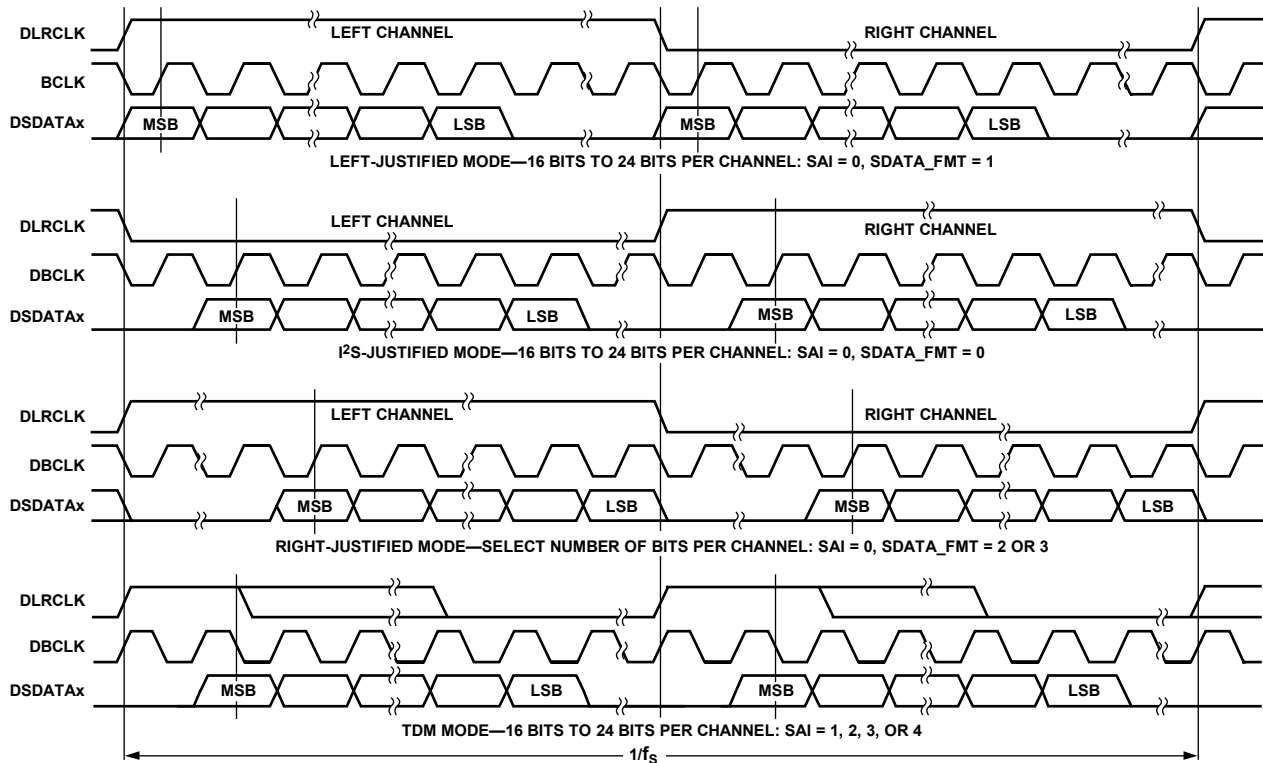 DLRCLK LEFT CHANNEL RIGHT CHANNEL
BCLK
DSDATAx MSB LSB MSB LSB
LEFT-JUSTIFIED MODE—16 BITS TO 24 BITS PER CHANNEL: SAI = 0, SDATA_FMT = 1
DLRCLK LEFT CHANNEL RIGHT CHANNEL
DBCLK
DSDATAx MSB LSB MSB LSB
I²S-JUSTIFIED MODE—16 BITS TO 24 BITS PER CHANNEL: SAI = 0, SDATA_FMT = 0
DLRCLK LEFT CHANNEL RIGHT CHANNEL
DBCLK
DSDATAx MSB LSB MSB LSB
RIGHT-JUSTIFIED MODE—SELECT NUMBER OF BITS PER CHANNEL: SAI = 0, SDATA_FMT = 2 OR 3
DLRCLK
DBCLK
DSDATAx MSB LSB MSB LSB
TDM MODE—16 BITS TO 24 BITS PER CHANNEL: SAI = 1, 2, 3, OR 4
1/fS